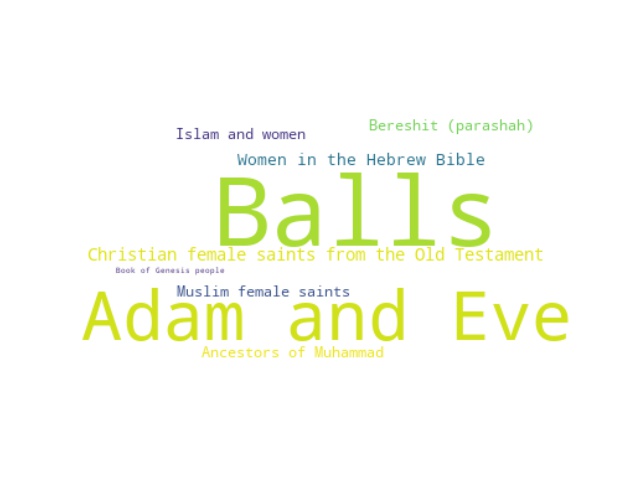 Bereshit (parashah)
Islam and women
Women in the Hebrew Bible
Balls
Christian female saints from the Old Testament
Book of Genesis people
Muslim female saints
Adam and Eve
Ancestors of Muhammad